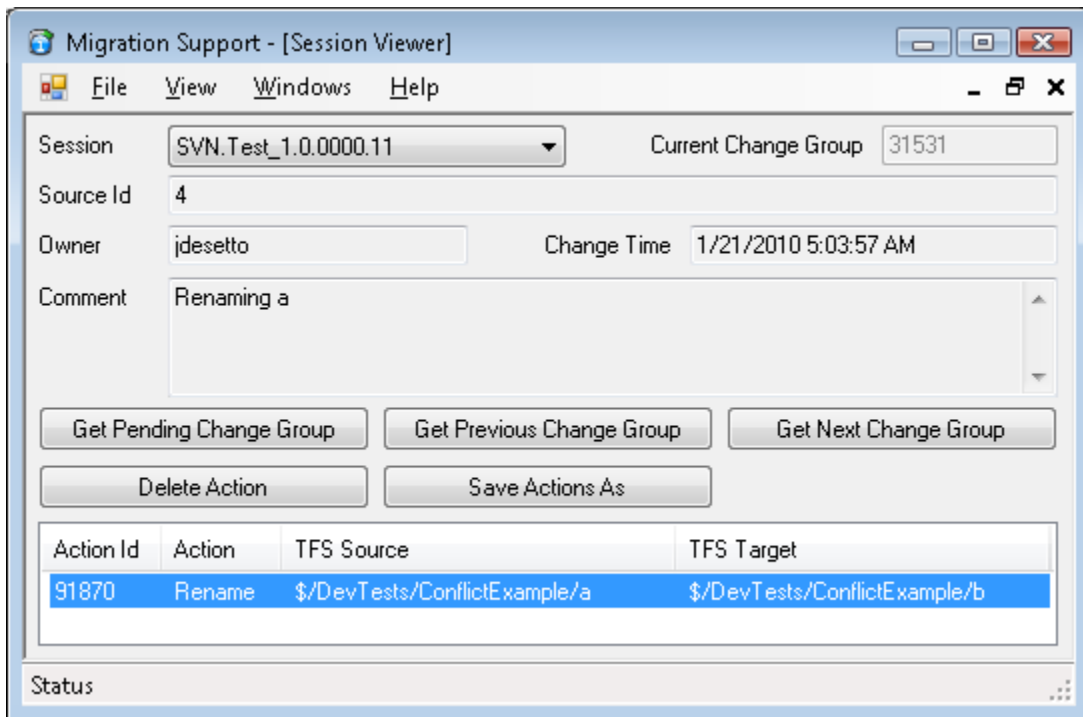 Migration Support - [Session Viewer]
File View Windows Help
Session SVN.Test_1.0.0000.11 Current Change Group 31531
Source Id 4
Owner jdesetto Change Time 1/21/2010 5:03:57 AM
Comment Renaming a
Get Pending Change Group Get Previous Change Group Get Next Change Group
Delete Action Save Actions As
Action Id Action TFS Source TFS Target
91870 Rename $/DevTests/ConflictExample/a $/DevTests/ConflictExample/b
Status